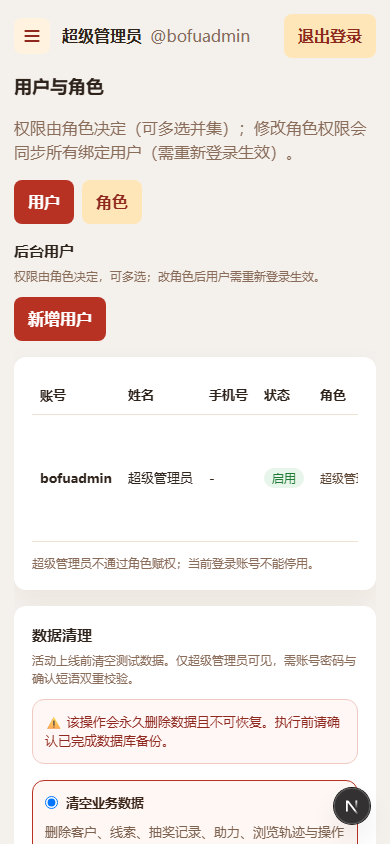 超级管理员 @bofuadmin 退出登录
用户与角色
权限由角色决定（可多选并集）；修改角色权限会
同步所有绑定用户（需重新登录生效）。
用户 角色
后台用户
权限由角色决定，可多选；改角色后用户需重新登录生效。
新增用户
账号 姓名 手机号 状态 角色
bofuadmin 超级管理员 - 启用 超级管
超级管理员不通过角色赋权；当前登录账号不能停用。
数据清理
活动上线前清空测试数据。仅超级管理员可见，需账号密码与
确认短语双重校验。
⚠️ 该操作会永久删除数据且不可恢复。执行前请确
认已完成数据库备份。
清空业务数据
删除客户、线索、抽奖记录、助力、浏览轨迹与操作
N